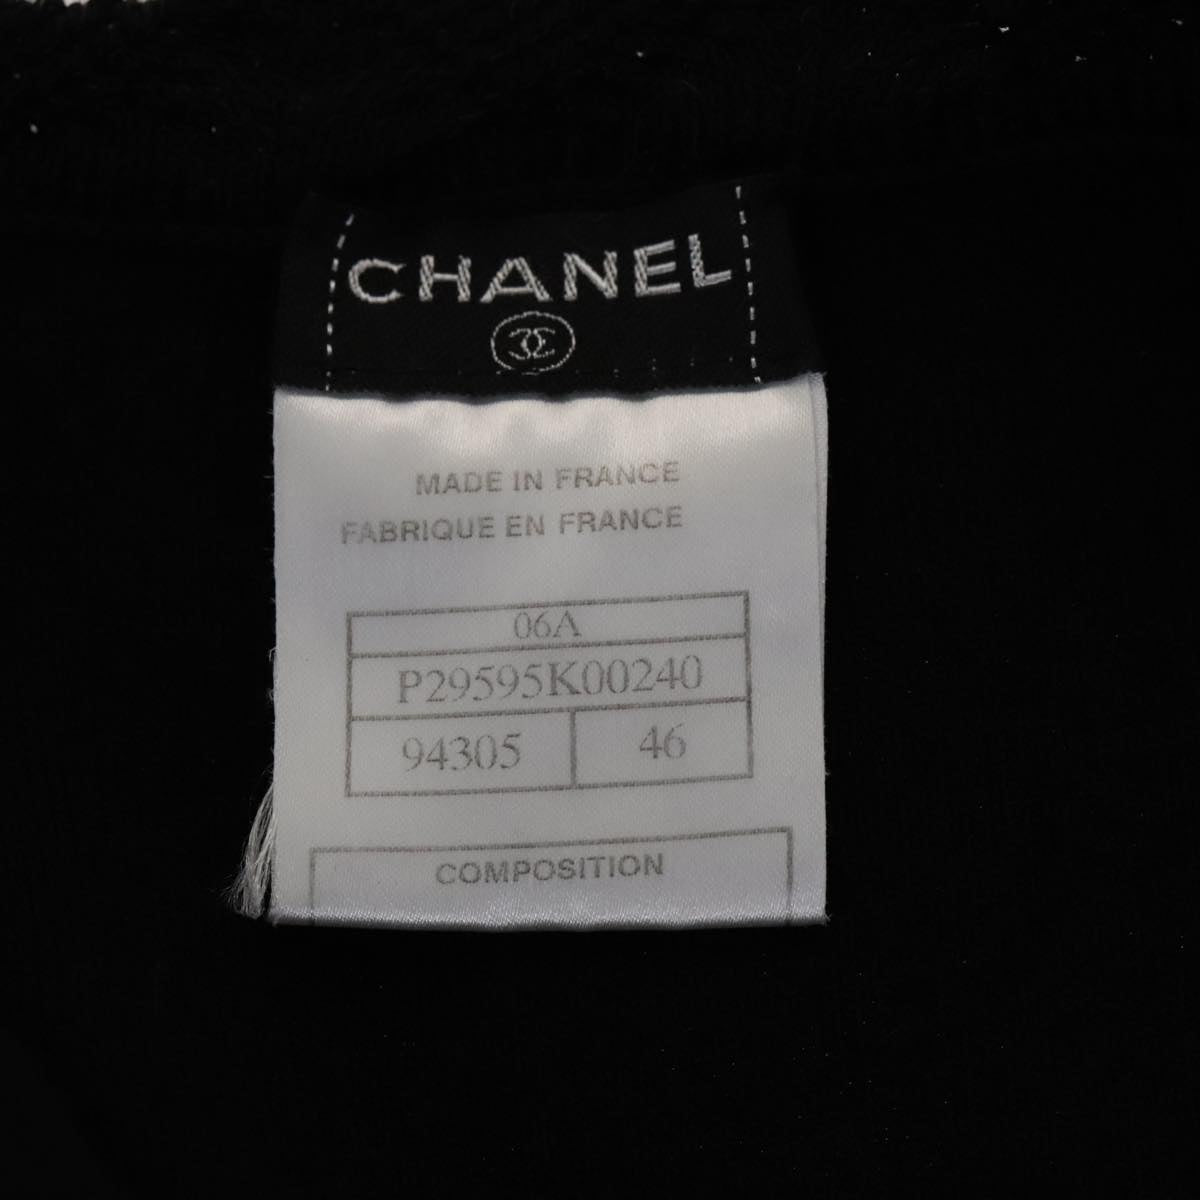 CHANEL
MADE IN FRANCE
FABRIQUE EN FRANCE
06A
P29595K00240
94305 46
COMPOSITION